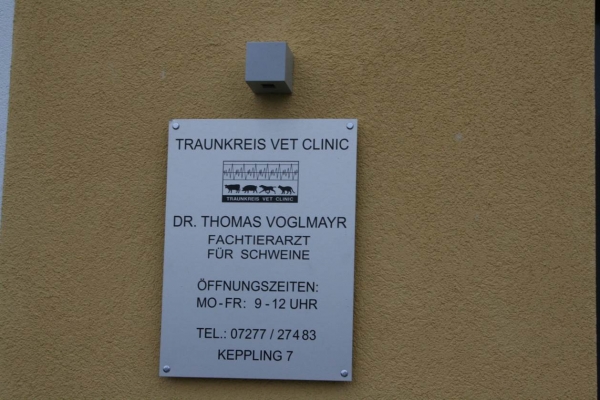 TRAUNKREIS VET CLINIC
TRAUNKREIS VET CLINIC
DR. THOMAS VOGLMAYR
FACHTIERARZT
FÜR SCHWEINE
ÖFFNUNGSZEITEN:
MO-FR: 9-12 UHR
TEL.: 07277 / 27483
KEPPLING 7